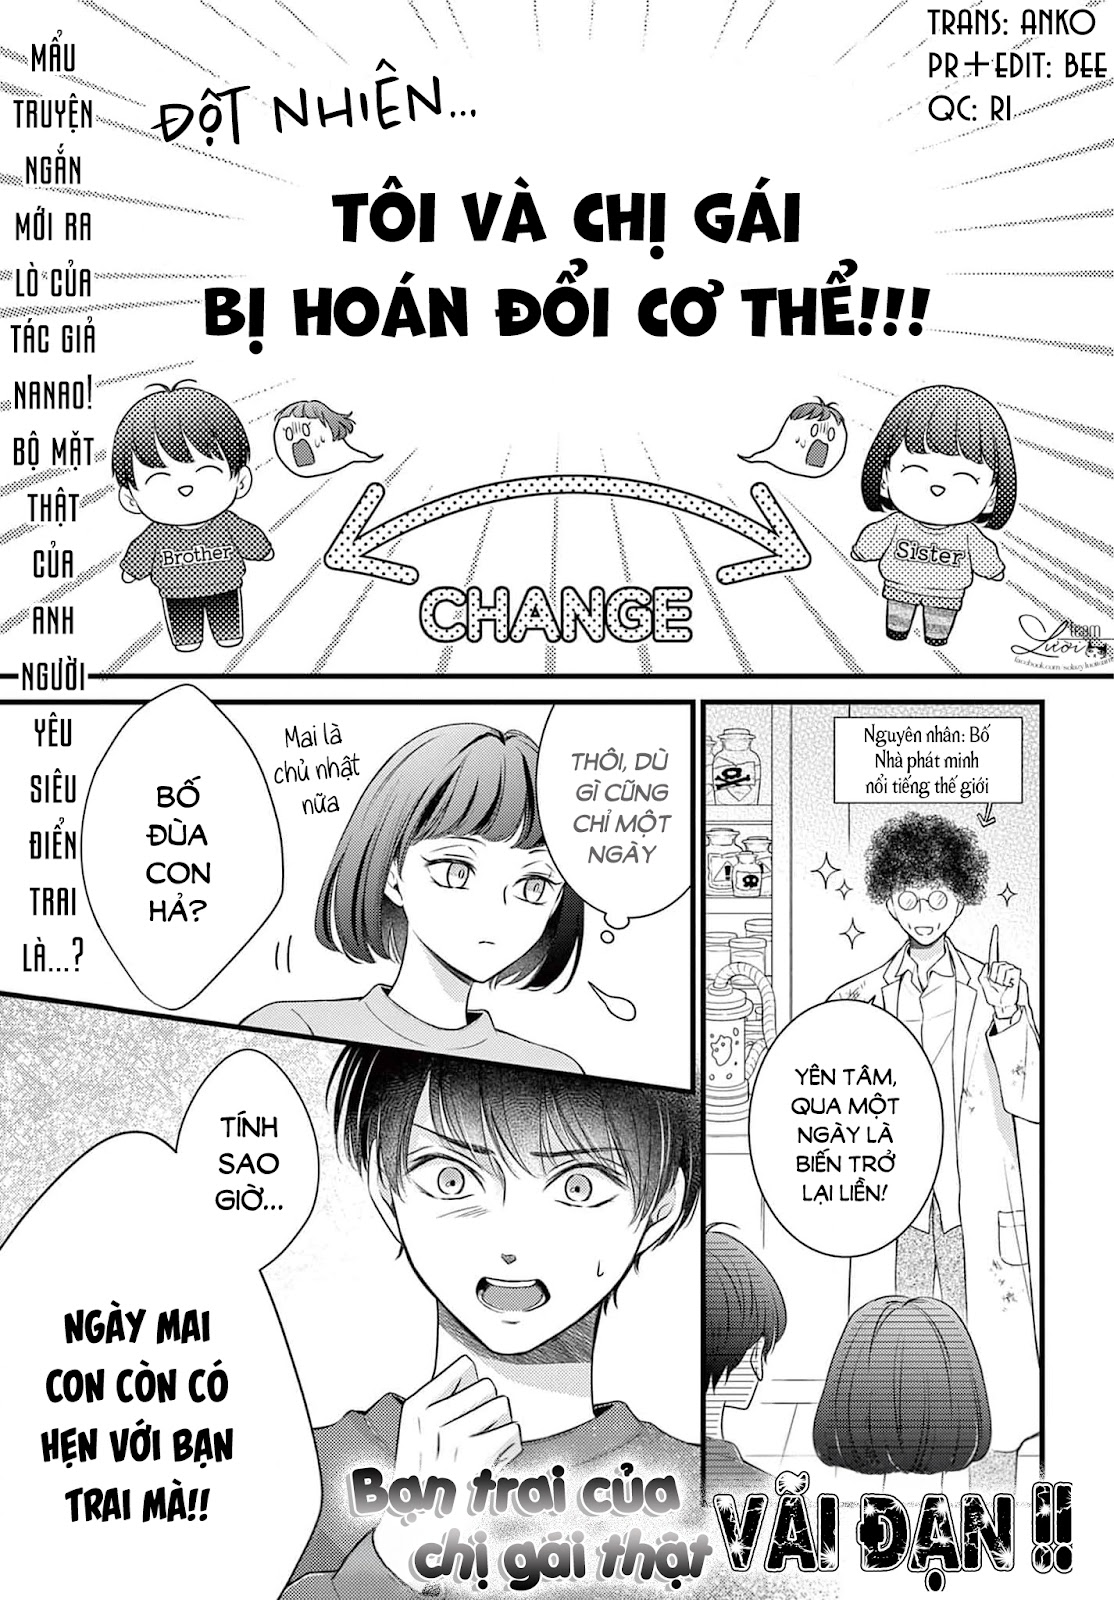 TRANS: ANKO
PR+EDIT: BEE
QC: RI
MẨU
TRUYỆN
NGẮN
MỚI RA
LÒ CỦA
TÁC GIẢ
NANAO!
BỘ MẶT
THẬT
CỦA
ANH
NGƯỜI
YÊU
SIÊU
ĐIỂN
TRAI
LÀ...?
ĐỘT NHIÊN...
TÔI VÀ CHỊ GÁI
BỊ HOÁN ĐỔI CƠ THỂ!!!
Brother
Sister
CHANGE
team
Lười
Nguyên nhân: Bố
Nhà phát minh
nổi tiếng thế giới
YÊN TÂM,
QUA MỘT
NGÀY LÀ
BIẾN TRỞ
LẠI LIỀN!
THÔI, DÙ
GÌ CŨNG
CHỈ MỘT
NGÀY
Mai là
chủ nhật
nữa
BỐ
ĐÙA
CON
HẢ?
TÍNH
SAO
GIỜ...
NGÀY MAI
CON CÒN CÓ
HẸN VỚI BẠN
TRAI MÀ!!
Bạn trai của
chị gái thật
VÃI ĐẠN!!